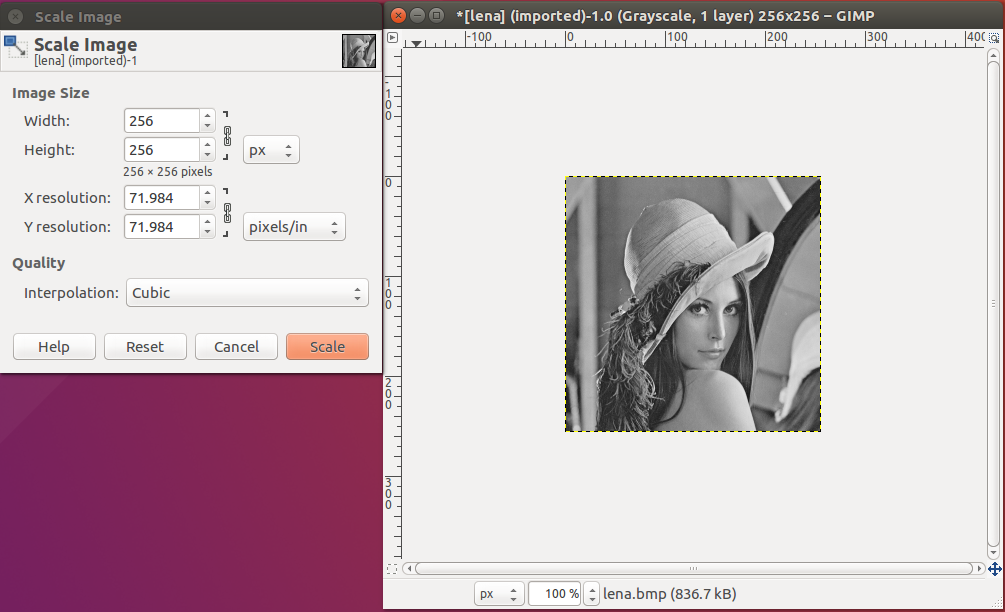 Scale Image
Scale Image
[lena] (imported)-1
Image Size
Width:
256
Height:
256
px
256 × 256 pixels
X resolution:
71.984
Y resolution:
71.984
pixels/in
Quality
Interpolation:
Cubic
Help
Reset
Cancel
Scale
*[lena] (imported)-1.0 (Grayscale, 1 layer) 256x256 – GIMP
-100
0
100
200
300
400
-100
0
100
200
300
px
100 %
lena.bmp (836.7 kB)